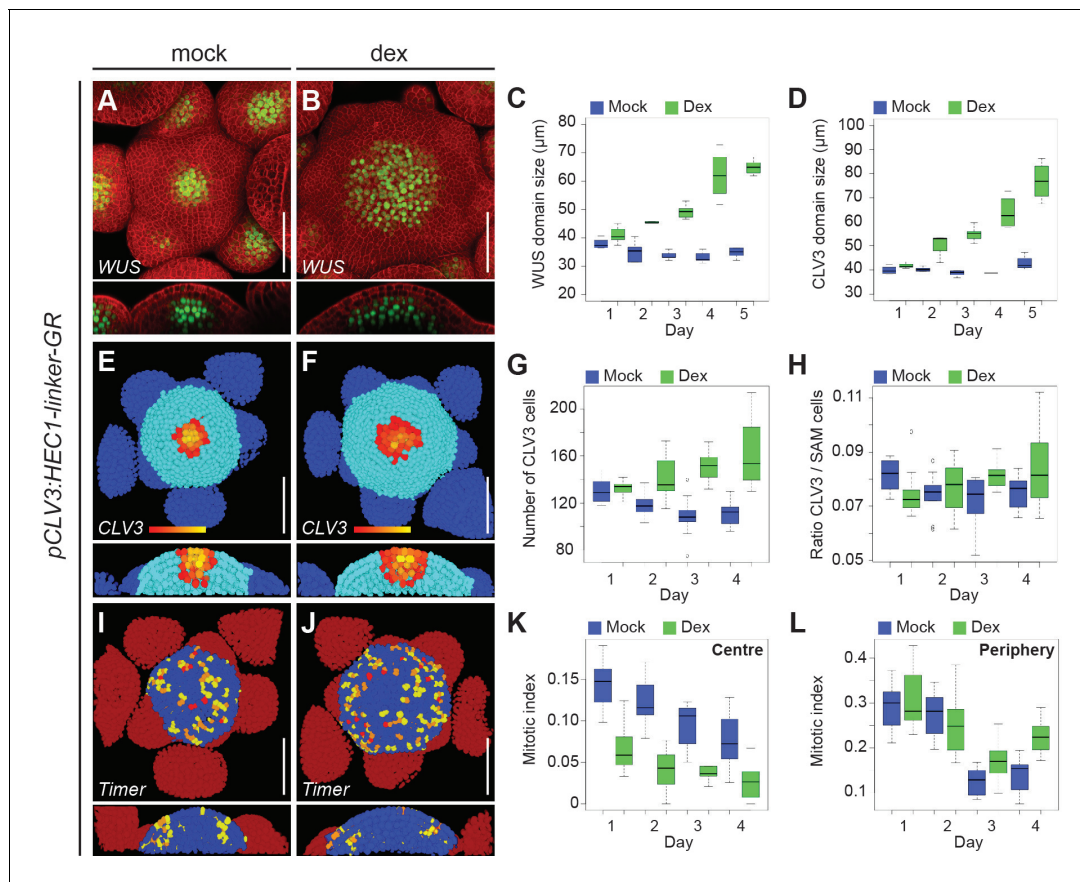 mock
dex
pCLV3:HEC1-linker-GR
A
WUS
B
WUS
C
Mock Dex
WUS domain size (µm)
80
70
60
50
40
30
20
1 2 3 4 5
Day
D
Mock Dex
CLV3 domain size (µm)
100
90
80
70
60
50
40
30
1 2 3 4 5
Day
E
CLV3
F
CLV3
G
Mock Dex
Number of CLV3 cells
200
160
120
80
1 2 3 4
Day
H
Mock Dex
Ratio CLV3 / SAM cells
0.11
0.09
0.07
0.05
1 2 3 4
Day
I
Timer
J
Timer
K
Mock Dex
Centre
Mitotic index
0.15
0.10
0.05
0
1 2 3 4
Day
L
Mock Dex
Periphery
Mitotic index
0.4
0.3
0.2
0.1
1 2 3 4
Day